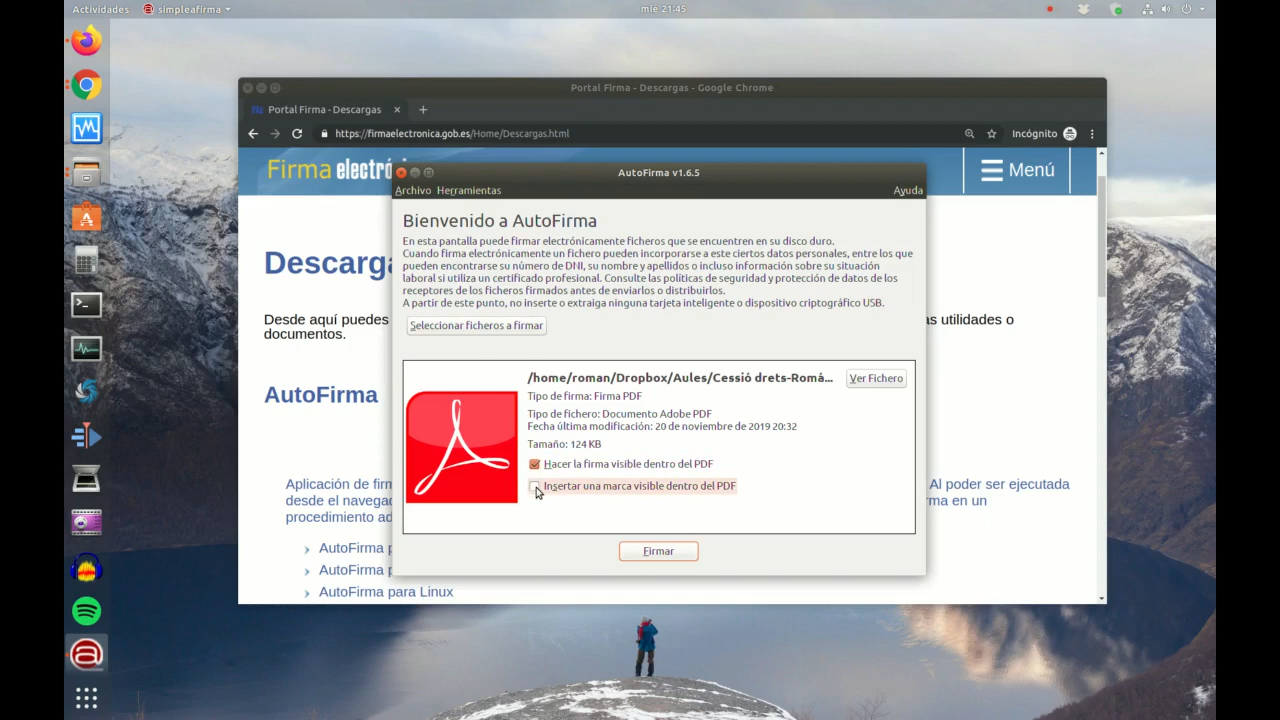 Actividades simpleafirma mié 21:45
Portal Firma - Descargas - Google Chrome
Portal Firma - Descargas
https://firmaelectronica.gob.es/Home/Descargas.html Incógnito
Firma electró
Menú
AutoFirma v1.6.5
Archivo Herramientas Ayuda
Bienvenido a AutoFirma
En esta pantalla puede firmar electrónicamente ficheros que se encuentren en su disco duro.
Cuando firma electrónicamente un fichero pueden incorporarse a este ciertos datos personales, entre los que
pueden encontrarse su número de DNI, su nombre y apellidos o incluso información sobre su situación
laboral si utiliza un certificado profesional. Consulte las políticas de seguridad y protección de datos de los
receptores de los ficheros firmados antes de enviarlos o distribuirlos.
A partir de este punto, no inserte o extraiga ninguna tarjeta inteligente o dispositivo criptográfico USB.
Seleccionar ficheros a firmar
/home/roman/Dropbox/Aules/Cessió drets-Romá...
Ver Fichero
Tipo de firma: Firma PDF
Tipo de fichero: Documento Adobe PDF
Fecha última modificación: 20 de noviembre de 2019 20:32
Tamaño: 124 KB
Hacer la firma visible dentro del PDF
Insertar una marca visible dentro del PDF
Firmar
Descarga
Desde aquí puedes as utilidades o
documentos.
AutoFirma
Aplicación de firm Al poder ser ejecutada
desde el navegad rma en un
procedimiento ad
AutoFirma p
AutoFirma p
AutoFirma para Linux